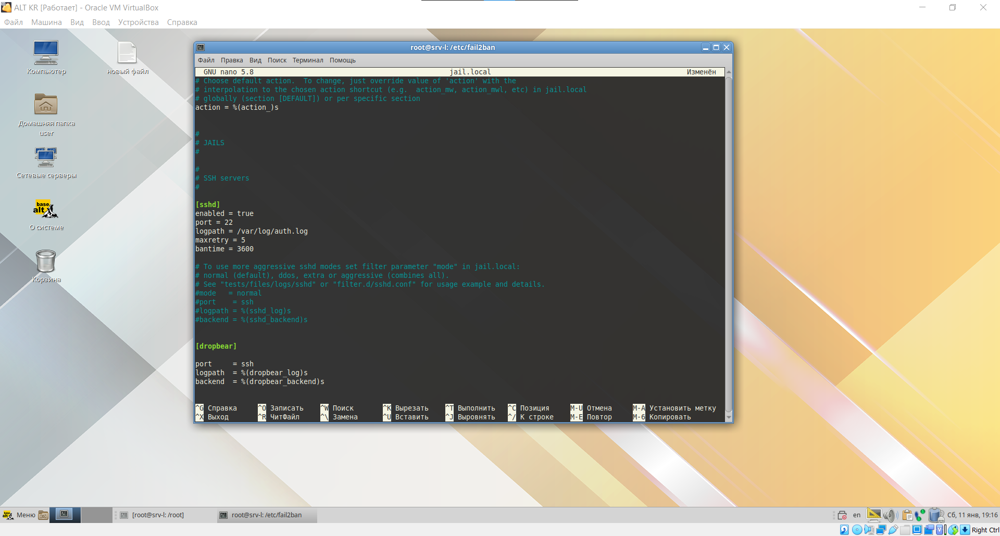 ALT KR [Работает] - Oracle VM VirtualBox
Файл Машина Вид Ввод Устройства Справка
Компьютер
новый файл
Домашняя папка
user
Сетевые серверы
base
alt
О системе
Корзина
root@srv-l: /etc/fail2ban
Файл Правка Вид Поиск Терминал Помощь
GNU nano 5.8 jail.local Изменён
# Choose default action.  To change, just override value of 'action' with the
# interpolation to the chosen action shortcut (e.g.  action_mw, action_mwl, etc) in jail.local
# globally (section [DEFAULT]) or per specific section
action = %(action_)s
#
# JAILS
#
#
# SSH servers
#
[sshd]
enabled = true
port = 22
logpath = /var/log/auth.log
maxretry = 5
bantime = 3600
# To use more aggressive sshd modes set filter parameter "mode" in jail.local:
# normal (default), ddos, extra or aggressive (combines all).
# See "tests/files/logs/sshd" or "filter.d/sshd.conf" for usage example and details.
#mode   = normal
#port    = ssh
#logpath = %(sshd_log)s
#backend = %(sshd_backend)s
[dropbear]
port     = ssh
logpath  = %(dropbear_log)s
backend  = %(dropbear_backend)s
^G Справка ^O Записать ^W Поиск ^K Вырезать ^T Выполнить ^C Позиция M-U Отмена M-A Установить метку
^X Выход ^R ЧитФайл ^\ Замена ^U Вставить ^J Выровнять ^/ К строке M-E Повтор M-6 Копировать
Меню [root@srv-l: /root] root@srv-l: /etc/fail2ban en Сб, 11 янв, 19:16
Right Ctrl